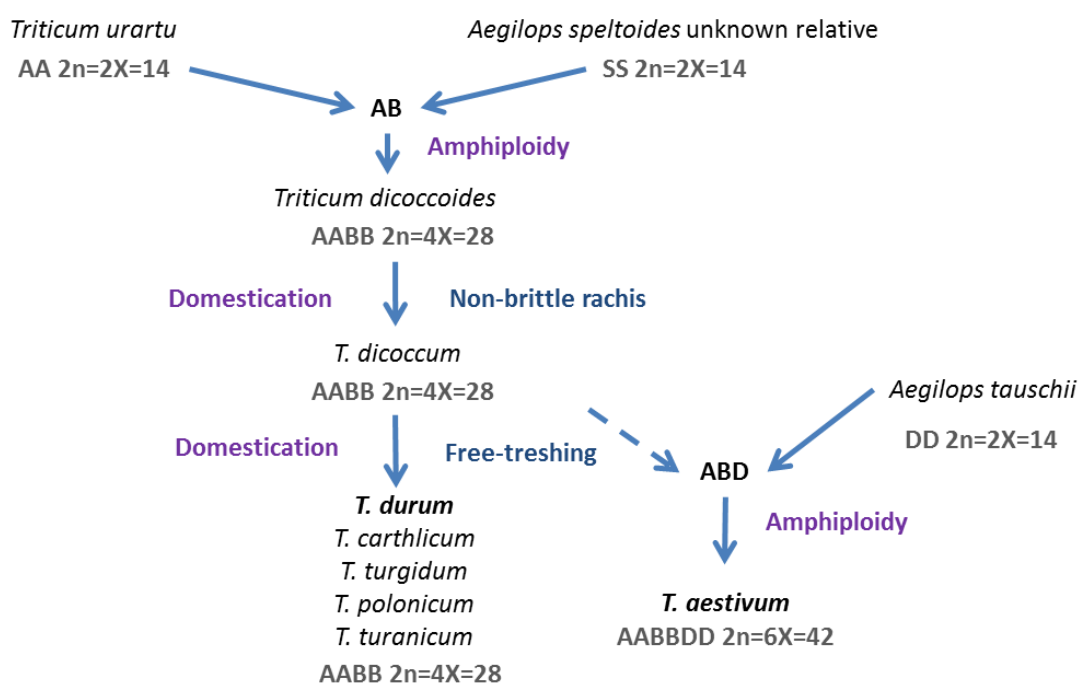 Triticum urartu
Aegilops speltoides unknown relative
AA 2n=2X=14
SS 2n=2X=14
AB
Amphiploidy
Triticum dicoccoides
AABB 2n=4X=28
Domestication
Non-brittle rachis
T. dicoccum
AABB 2n=4X=28
Aegilops tauschii
DD 2n=2X=14
Domestication
Free-treshing
ABD
T. durum
Amphiploidy
T. carthlicum
T. turgidum
T. polonicum
T. turanicum
AABB 2n=4X=28
T. aestivum
AABBDD 2n=6X=42